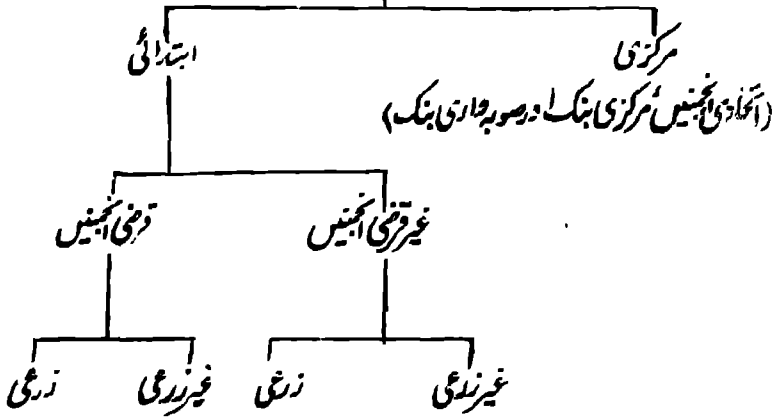 مرکزی ابتدائی
(اتحادی انجمنیں مرکزی بنک اور صوبہ واری بنک)
غیر قرضی انجمنیں قرضی انجمنیں
غیر زرعی زرعی غیر زرعی زرعی